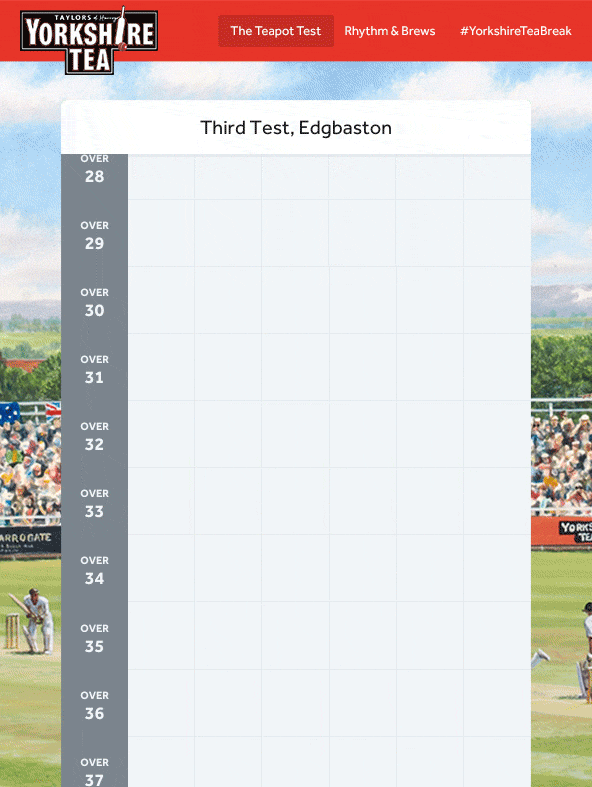 TAYLORS of Harrogate
YORKSHIRE
TEA
The Teapot Test
Rhythm & Brews
#YorkshireTeaBreak
Third Test, Edgbaston
OVER
28
OVER
29
OVER
30
OVER
31
OVER
32
OVER
33
OVER
34
OVER
35
OVER
36
OVER
37
ARROGATE
YORKS
TEA